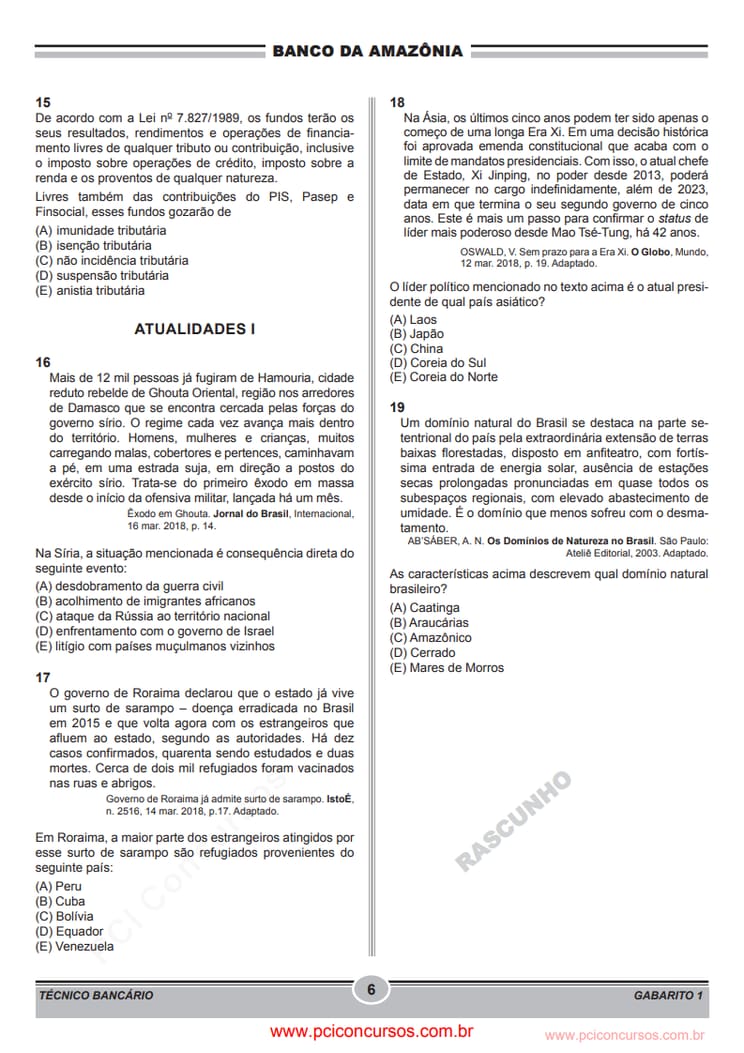 BANCO DA AMAZÔNIA
15
De acordo com a Lei nº 7.827/1989, os fundos terão os
seus resultados, rendimentos e operações de financia-
mento livres de qualquer tributo ou contribuição, inclusive
o imposto sobre operações de crédito, imposto sobre a
renda e os proventos de qualquer natureza.
Livres também das contribuições do PIS, Pasep e
Finsocial, esses fundos gozarão de
(A) imunidade tributária
(B) isenção tributária
(C) não incidência tributária
(D) suspensão tributária
(E) anistia tributária
ATUALIDADES I
16
Mais de 12 mil pessoas já fugiram de Hamouria, cidade
reduto rebelde de Ghouta Oriental, região nos arredores
de Damasco que se encontra cercada pelas forças do
governo sírio. O regime cada vez avança mais dentro
do território. Homens, mulheres e crianças, muitos
carregando malas, cobertores e pertences, caminhavam
a pé, em uma estrada suja, em direção a postos do
exército sírio. Trata-se do primeiro êxodo em massa
desde o início da ofensiva militar, lançada há um mês.
Êxodo em Ghouta. Jornal do Brasil, Internacional,
16 mar. 2018, p. 14.
Na Síria, a situação mencionada é consequência direta do
seguinte evento:
(A) desdobramento da guerra civil
(B) acolhimento de imigrantes africanos
(C) ataque da Rússia ao território nacional
(D) enfrentamento com o governo de Israel
(E) litígio com países muçulmanos vizinhos
17
O governo de Roraima declarou que o estado já vive
um surto de sarampo – doença erradicada no Brasil
em 2015 e que volta agora com os estrangeiros que
afluem ao estado, segundo as autoridades. Há dez
casos confirmados, quarenta sendo estudados e duas
mortes. Cerca de dois mil refugiados foram vacinados
nas ruas e abrigos.
Governo de Roraima já admite surto de sarampo. IstoÉ,
n. 2516, 14 mar. 2018, p.17. Adaptado.
Em Roraima, a maior parte dos estrangeiros atingidos por
esse surto de sarampo são refugiados provenientes do
seguinte país:
(A) Peru
(B) Cuba
(C) Bolívia
(D) Equador
(E) Venezuela
18
Na Ásia, os últimos cinco anos podem ter sido apenas o
começo de uma longa Era Xi. Em uma decisão histórica
foi aprovada emenda constitucional que acaba com o
limite de mandatos presidenciais. Com isso, o atual chefe
de Estado, Xi Jinping, no poder desde 2013, poderá
permanecer no cargo indefinidamente, além de 2023,
data em que termina o seu segundo governo de cinco
anos. Este é mais um passo para confirmar o status de
líder mais poderoso desde Mao Tsé-Tung, há 42 anos.
OSWALD, V. Sem prazo para a Era Xi. O Globo, Mundo,
12 mar. 2018, p. 19. Adaptado.
O líder político mencionado no texto acima é o atual presi-
dente de qual país asiático?
(A) Laos
(B) Japão
(C) China
(D) Coreia do Sul
(E) Coreia do Norte
19
Um domínio natural do Brasil se destaca na parte se-
tentrional do país pela extraordinária extensão de terras
baixas florestadas, disposto em anfiteatro, com fortís-
sima entrada de energia solar, ausência de estações
secas prolongadas pronunciadas em quase todos os
subespaços regionais, com elevado abastecimento de
umidade. É o domínio que menos sofreu com o desma-
tamento.
AB'SÁBER, A. N. Os Domínios de Natureza no Brasil. São Paulo:
Ateliê Editorial, 2003. Adaptado.
As características acima descrevem qual domínio natural
brasileiro?
(A) Caatinga
(B) Araucárias
(C) Amazônico
(D) Cerrado
(E) Mares de Morros
RASCUNHO
PCI Concursos
TÉCNICO BANCÁRIO
6
GABARITO 1
www.pciconcursos.com.br
www.pciconcursos.com.br